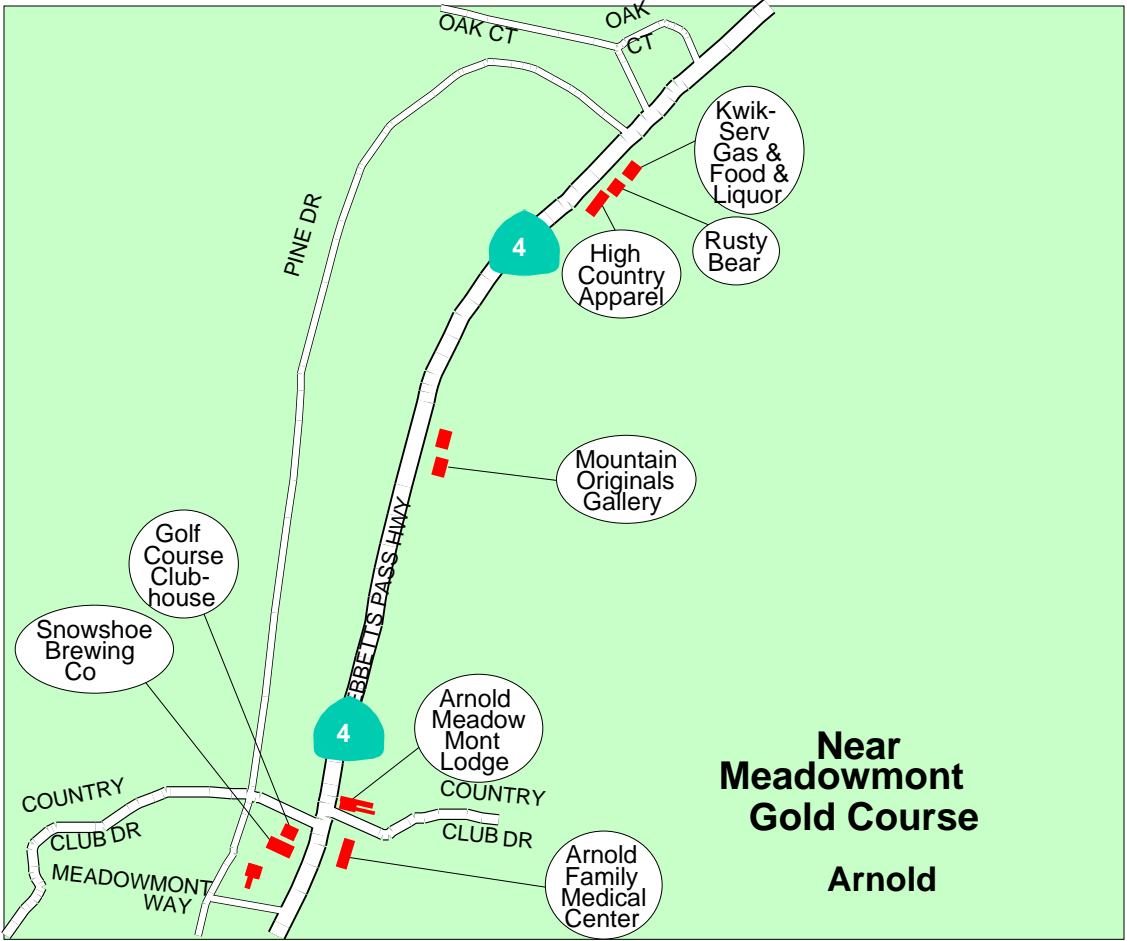 OAK CT
OAK
CT
Kwik-
Serv
Gas &
Food &
Liquor
PINE DR
4
High
Country
Apparel
Rusty
Bear
Mountain
Originals
Gallery
EBBETTS PASS HWY
Golf
Course
Club-
house
Snowshoe
Brewing
Co
4
Arnold
Meadow
Mont
Lodge
Near
Meadowmont
Gold Course
Arnold
COUNTRY
CLUB DR
COUNTRY
CLUB DR
MEADOWMONT
WAY
Arnold
Family
Medical
Center